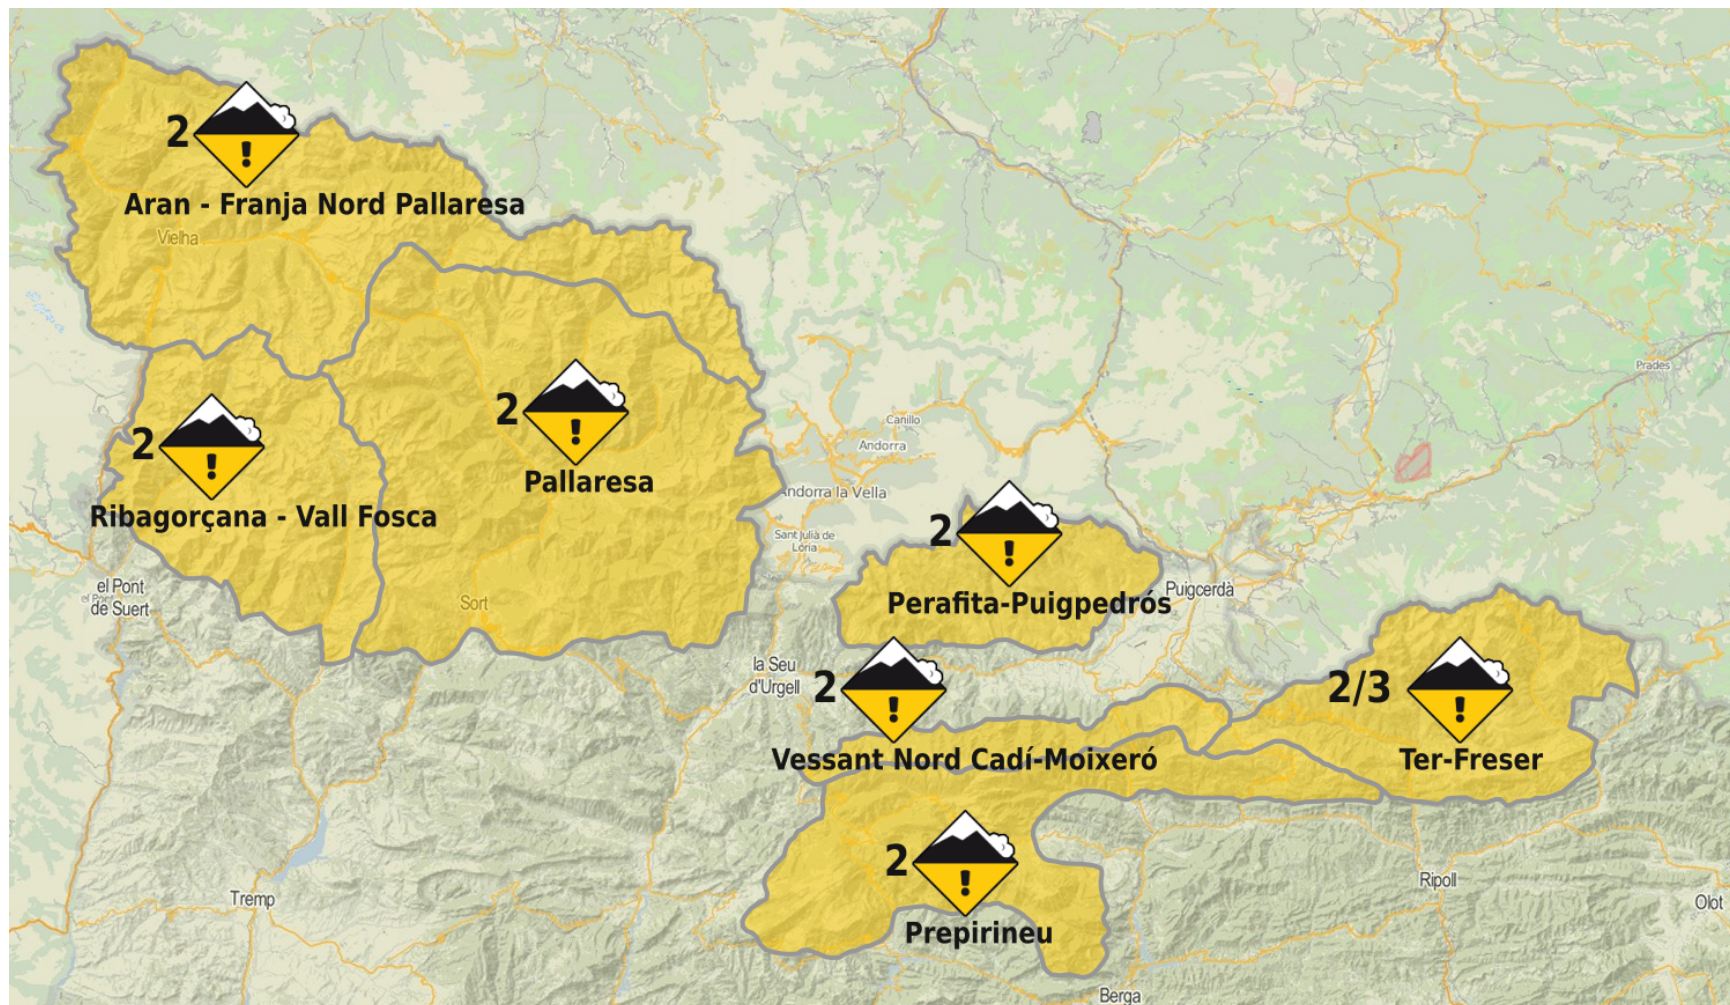 2
Aran - Franja Nord Pallaresa
Vielha
2
Ribagorçana - Vall Fosca
2
Pallaresa
Prades
Canillo
Andorra
Andorra la Vella
Sant Julià de
Lòria
2
Perafita-Puigpedrós
Puigcerdà
el Pont
de Suert
Sort
la Seu
d'Urgell
2
Vessant Nord Cadí-Moixeró
2/3
Ter-Freser
2
Prepirineu
Tremp
Ripoll
Olot
Berga